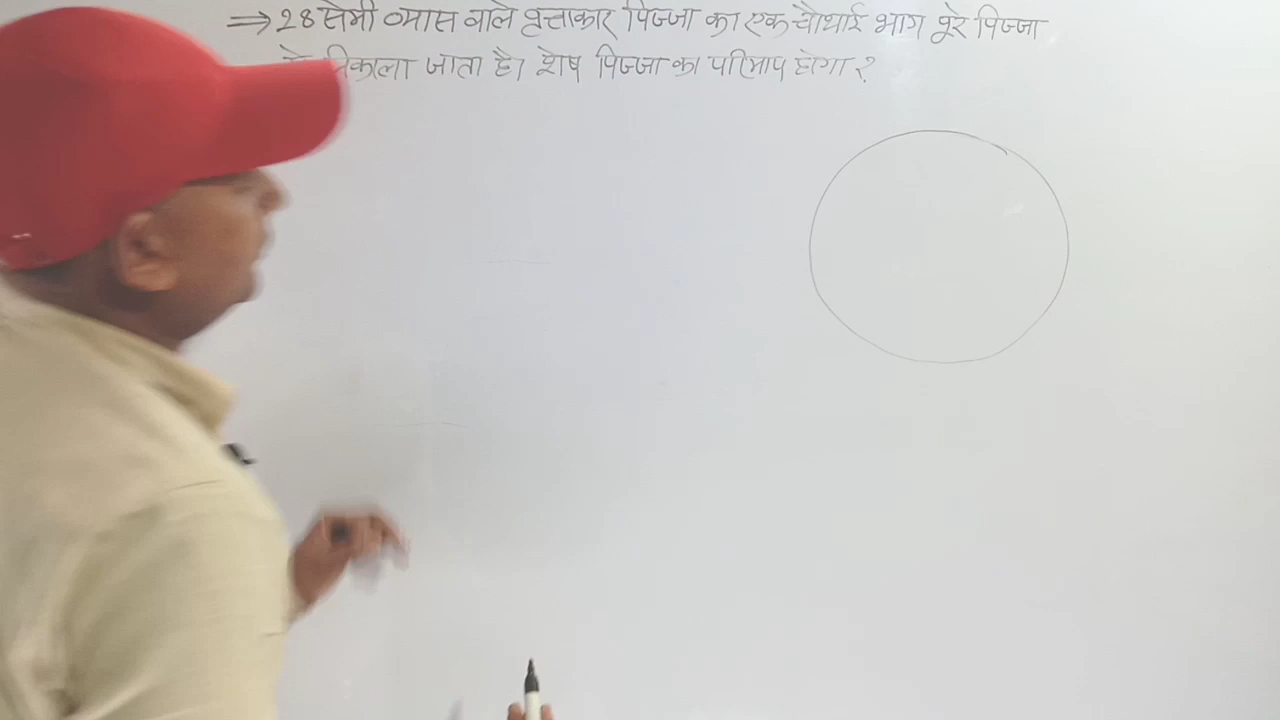 ⇒ 28 सेमी व्यास वाले वृत्ताकार पिज्जा का एक चौथाई भाग पूरे पिज्जा
जाता है। शेष पिज्जा का परिमाप होगा?